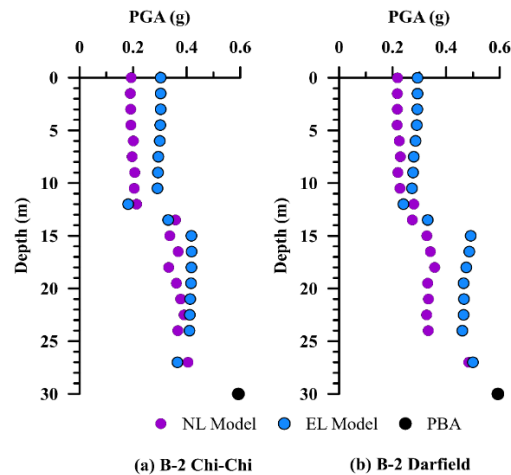 PGA (g) PGA (g)
0 0.2 0.4 0.6 0 0.2 0.4 0.6
0 0
5 5
10 10
15 15
20 20
25 25
30 30
Depth (m) Depth (m)
NL Model EL Model PBA
(a) B-2 Chi-Chi (b) B-2 Darfield